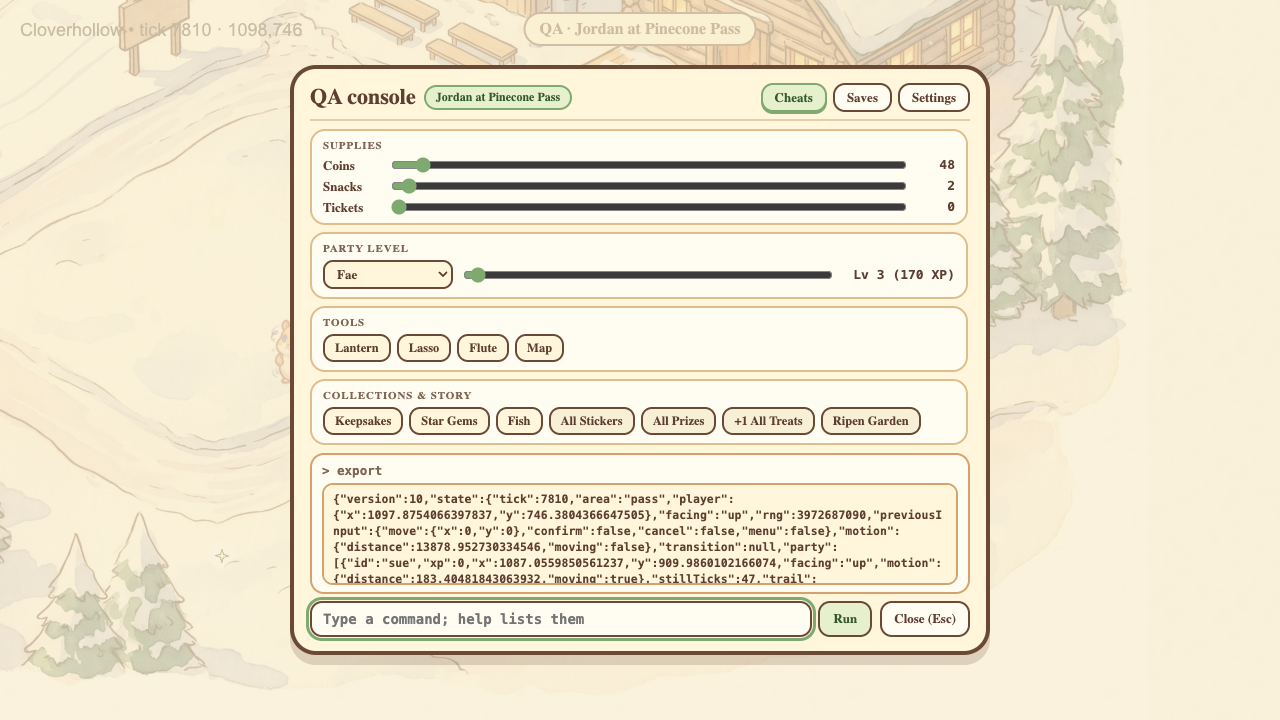 Cloverhollow • tick 7810 · 1098,746
QA · Jordan at Pinecone Pass
QA console
Jordan at Pinecone Pass
Cheats
Saves
Settings
SUPPLIES
Coins 48
Snacks 2
Tickets 0
PARTY LEVEL
Fae
Lv 3 (170 XP)
TOOLS
Lantern
Lasso
Flute
Map
COLLECTIONS & STORY
Keepsakes
Star Gems
Fish
All Stickers
All Prizes
+1 All Treats
Ripen Garden
> export
{"version":10,"state":{"tick":7810,"area":"pass","player":
{"x":1097.8754066397837,"y":746.3804366647505},"facing":"up","rng":3972687090,"previousI
nput":{"move":{"x":0,"y":0},"confirm":false,"cancel":false,"menu":false},"motion":
{"distance":13878.952730334546,"moving":false},"transition":null,"party":
[{"id":"sue","xp":0,"x":1087.0559850561237,"y":909.9860102166074,"facing":"up","motion":
{"distance":183.40481843063932,"moving":true},"stillTicks":47,"trail":
Type a command; help lists them
Run
Close (Esc)